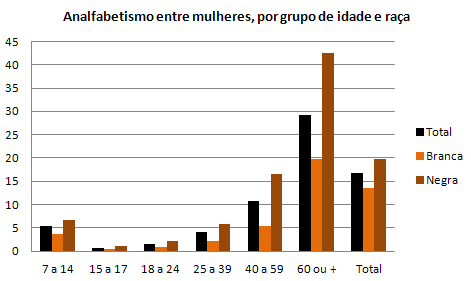 Analfabetismo entre mulheres, por grupo de idade e raça
45
40
35
30
25
20
15
10
5
0
7 a 14 15 a 17 18 a 24 25 a 39 40 a 59 60 ou + Total
Total
Branca
Negra